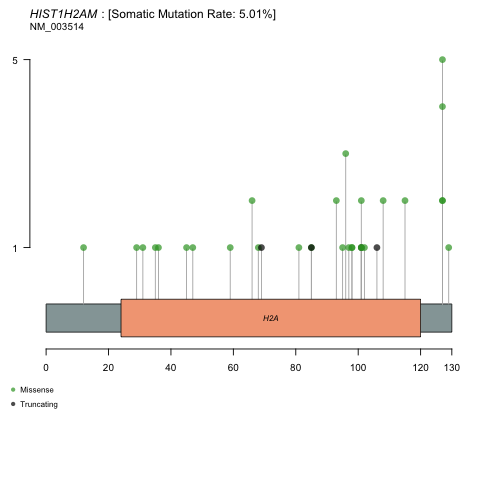 HIST1H2AM : [Somatic Mutation Rate: 5.01%]
NM_003514
5
1
H2A
0 20 40 60 80 100 120 130
Missense
Truncating